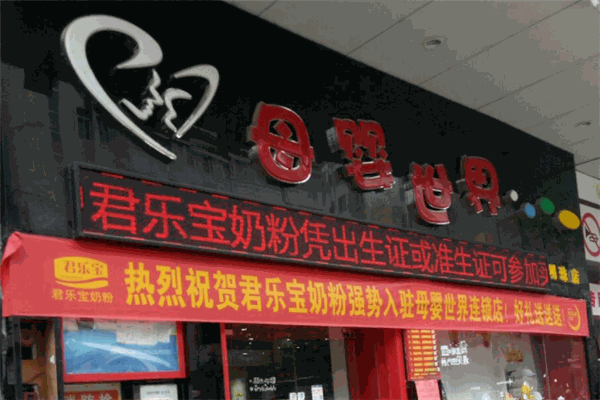 母婴世界
君乐宝奶粉凭出生证或准生证可参加
君乐宝
君乐宝奶粉
热烈祝贺君乐宝奶粉强势入驻母婴世界连锁店！好礼送送送